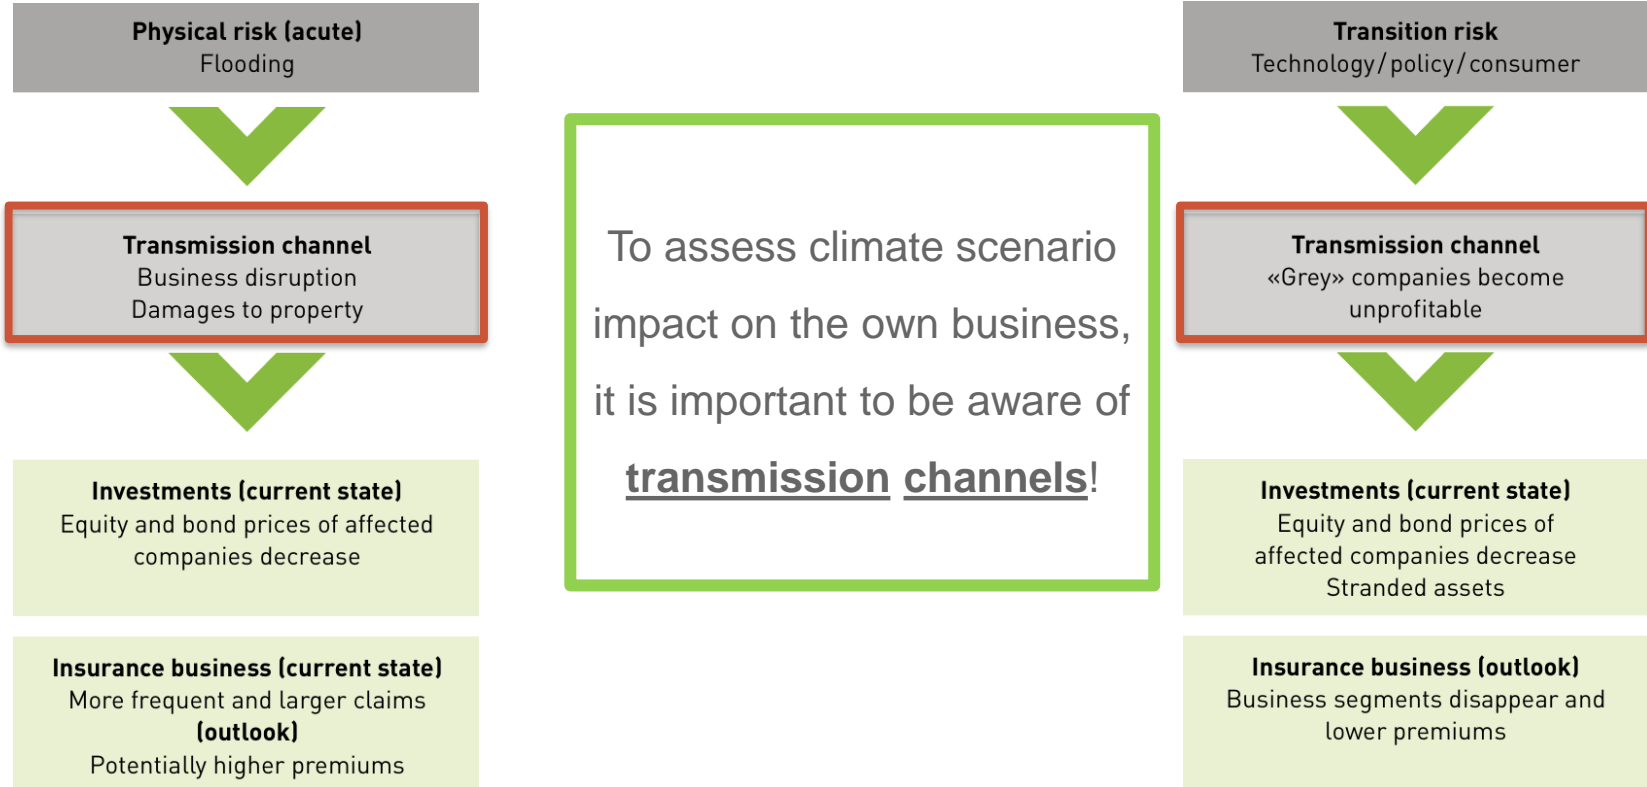 Physical risk (acute)
Flooding
Transmission channel
Business disruption
Damages to property
Investments (current state)
Equity and bond prices of affected
companies decrease
Insurance business (current state)
More frequent and larger claims
(outlook)
Potentially higher premiums
To assess climate scenario
impact on the own business,
it is important to be aware of
transmission channels!
Transition risk
Technology/policy/consumer
Transmission channel
«Grey» companies become
unprofitable
Investments (current state)
Equity and bond prices of
affected companies decrease
Stranded assets
Insurance business (outlook)
Business segments disappear and
lower premiums